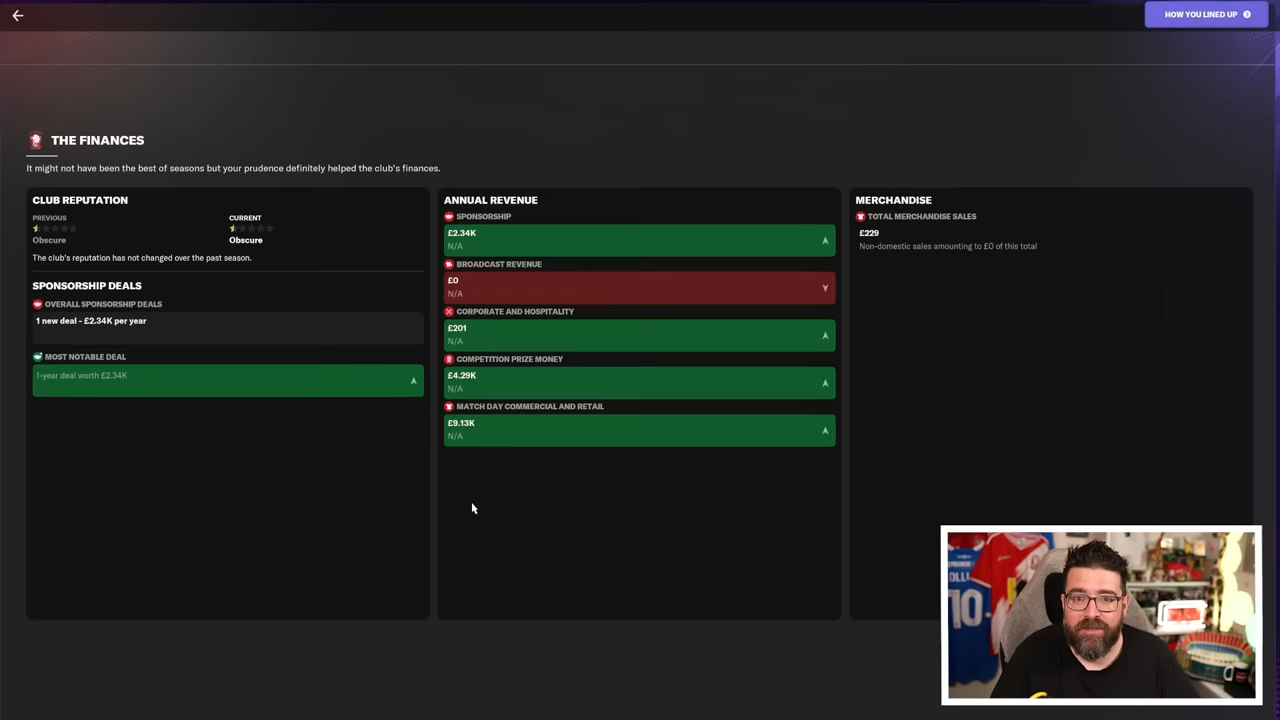 HOW YOU LINED UP
THE FINANCES
It might not have been the best of seasons but your prudence definitely helped the club's finances.
CLUB REPUTATION
PREVIOUS
CURRENT
Obscure
Obscure
The club's reputation has not changed over the past season.
SPONSORSHIP DEALS
OVERALL SPONSORSHIP DEALS
1 new deal - £2.34K per year
MOST NOTABLE DEAL
1-year deal worth £2.34K
ANNUAL REVENUE
SPONSORSHIP
£2.34K
N/A
BROADCAST REVENUE
£0
N/A
CORPORATE AND HOSPITALITY
£201
N/A
COMPETITION PRIZE MONEY
£4.29K
N/A
MATCH DAY COMMERCIAL AND RETAIL
£9.13K
N/A
MERCHANDISE
TOTAL MERCHANDISE SALES
£229
Non-domestic sales amounting to £0 of this total
10